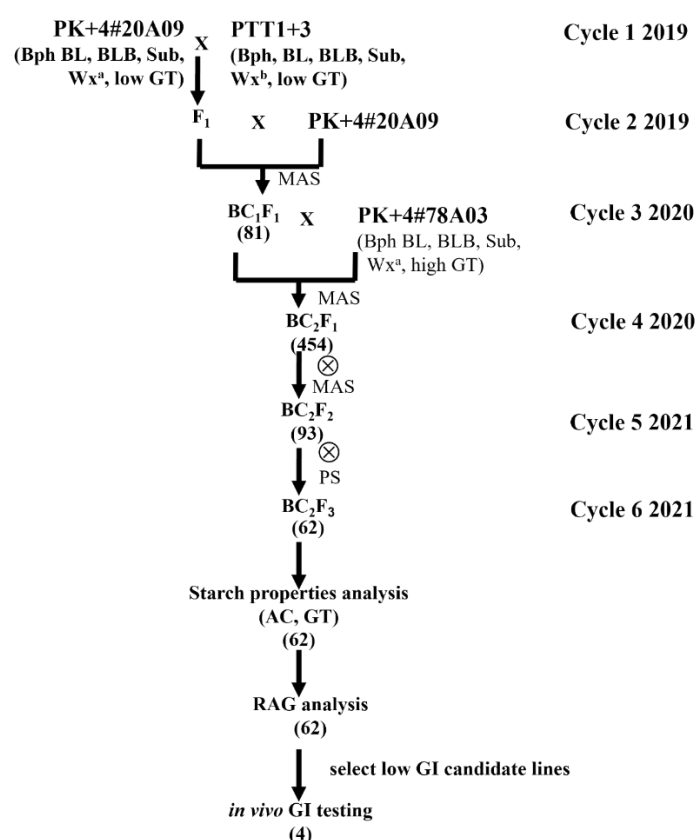 PK+4#20A09 X PTT1+3 Cycle 1 2019
(Bph BL, BLB, Sub, (Bph, BL, BLB, Sub,
Wxᵃ, low GT) Wxᵇ, low GT)
F₁ X PK+4#20A09 Cycle 2 2019
MAS
BC₁F₁ X PK+4#78A03 Cycle 3 2020
(81) (Bph BL, BLB, Sub,
Wxᵃ, high GT)
MAS
BC₂F₁ Cycle 4 2020
(454)
MAS
BC₂F₂ Cycle 5 2021
(93)
PS
BC₂F₃ Cycle 6 2021
(62)
Starch properties analysis
(AC, GT)
(62)
RAG analysis
(62)
select low GI candidate lines
in vivo GI testing
(4)